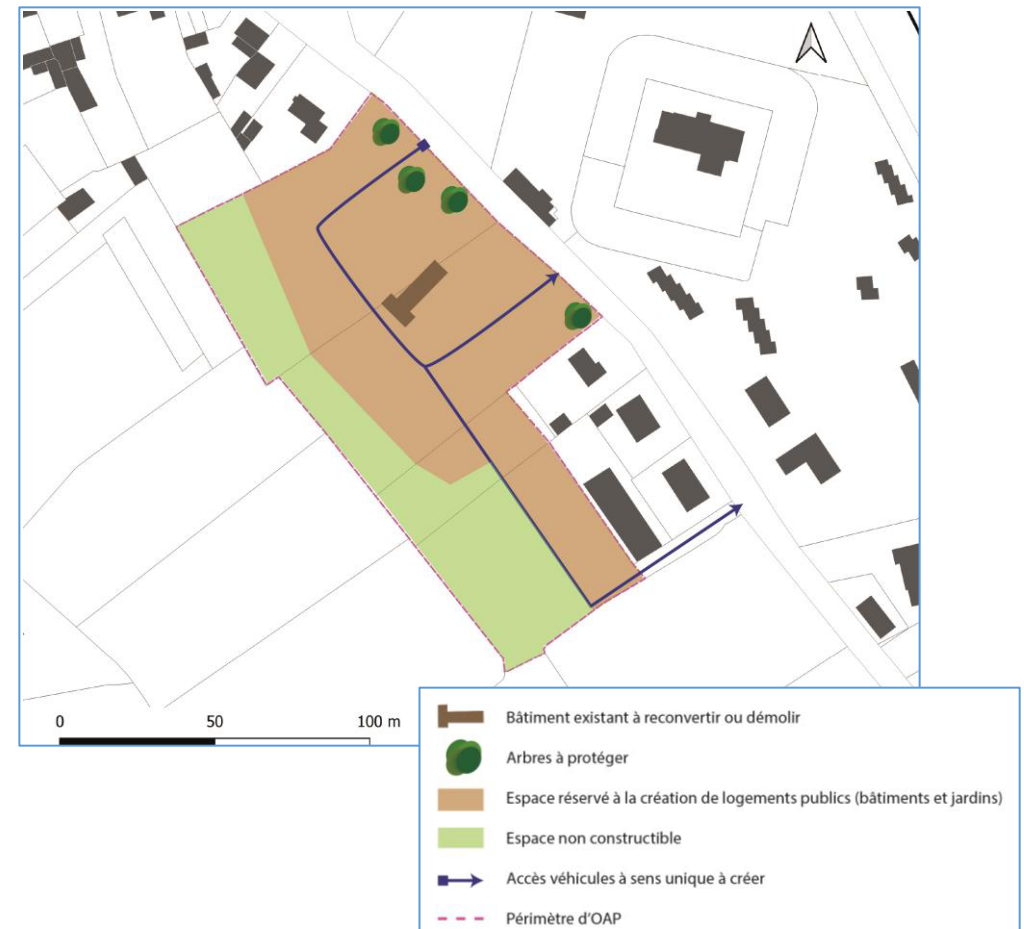 0 50 100 m
Bâtiment existant à reconvertir ou démolir
Arbres à protéger
Espace réservé à la création de logements publics (bâtiments et jardins)
Espace non constructible
Accès véhicules à sens unique à créer
Périmètre d'OAP